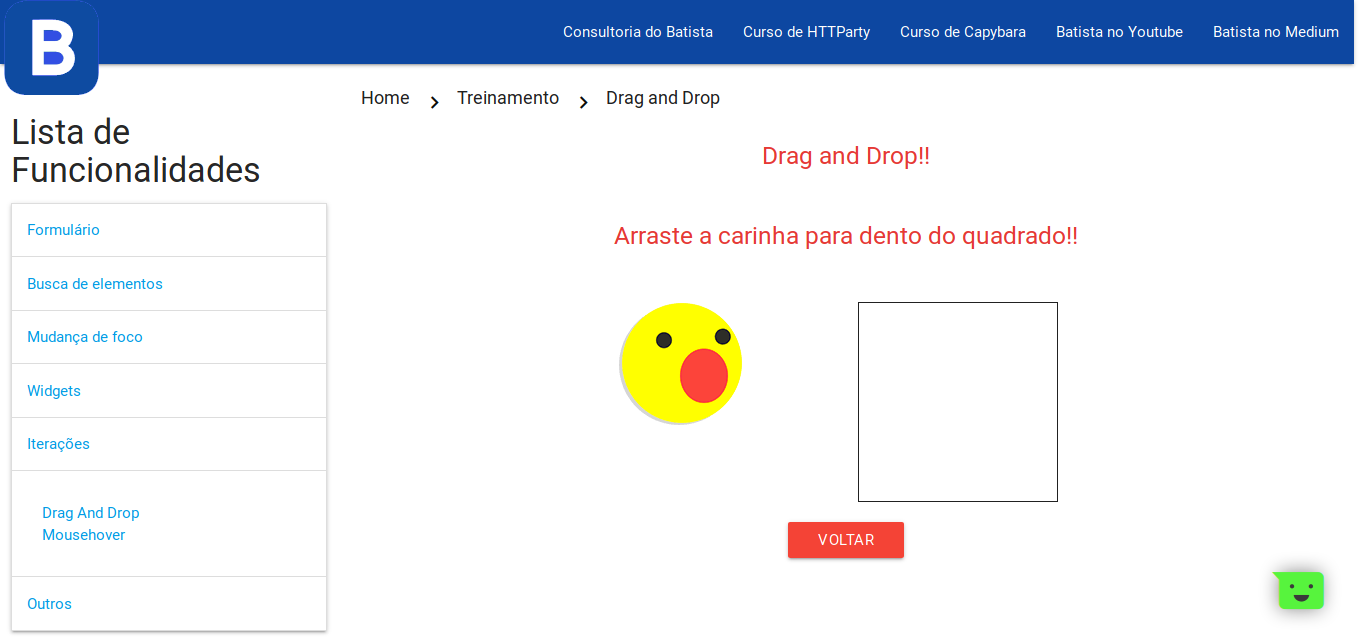 B
Consultoria do Batista Curso de HTTParty Curso de Capybara Batista no Youtube Batista no Medium
Home Treinamento Drag and Drop
Lista de
Funcionalidades
Formulário
Busca de elementos
Mudança de foco
Widgets
Iterações
Drag And Drop
Mousehover
Outros
Drag and Drop!!
Arraste a carinha para dento do quadrado!!
VOLTAR